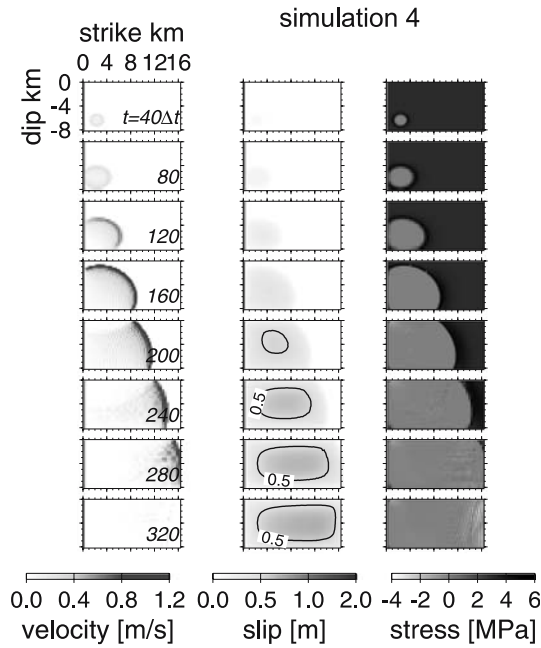 simulation 4
strike km
0 4 8 12 16
dip km
0
-4
-8
t=40Δt
80
120
160
200
240
0.5
280
0.5
320
0.5
0.0 0.4 0.8 1.2
velocity [m/s]
0.0 0.5 1.0 1.5 2.0
slip [m]
-4 -2 0 2 4 6
stress [MPa]